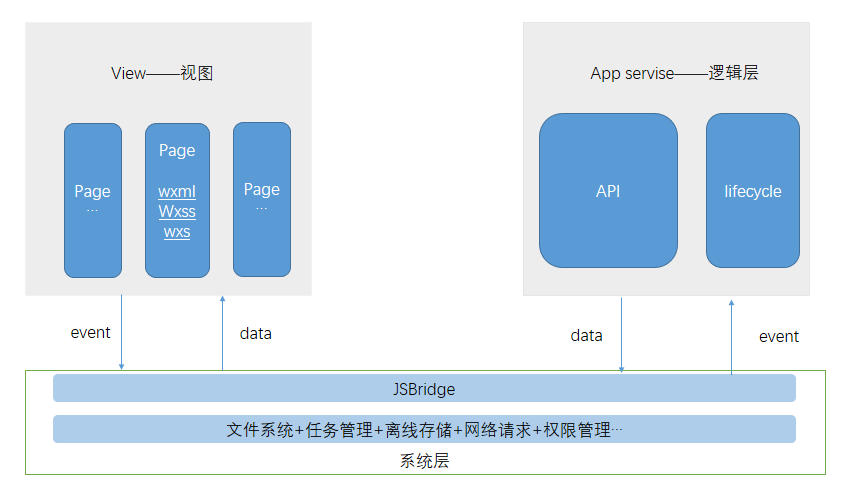 View——视图
Page
...
Page
wxml
Wxss
wxs
Page
...
App servise——逻辑层
API
lifecycle
event
data
data
event
JSBridge
文件系统+任务管理+离线存储+网络请求+权限管理...
系统层